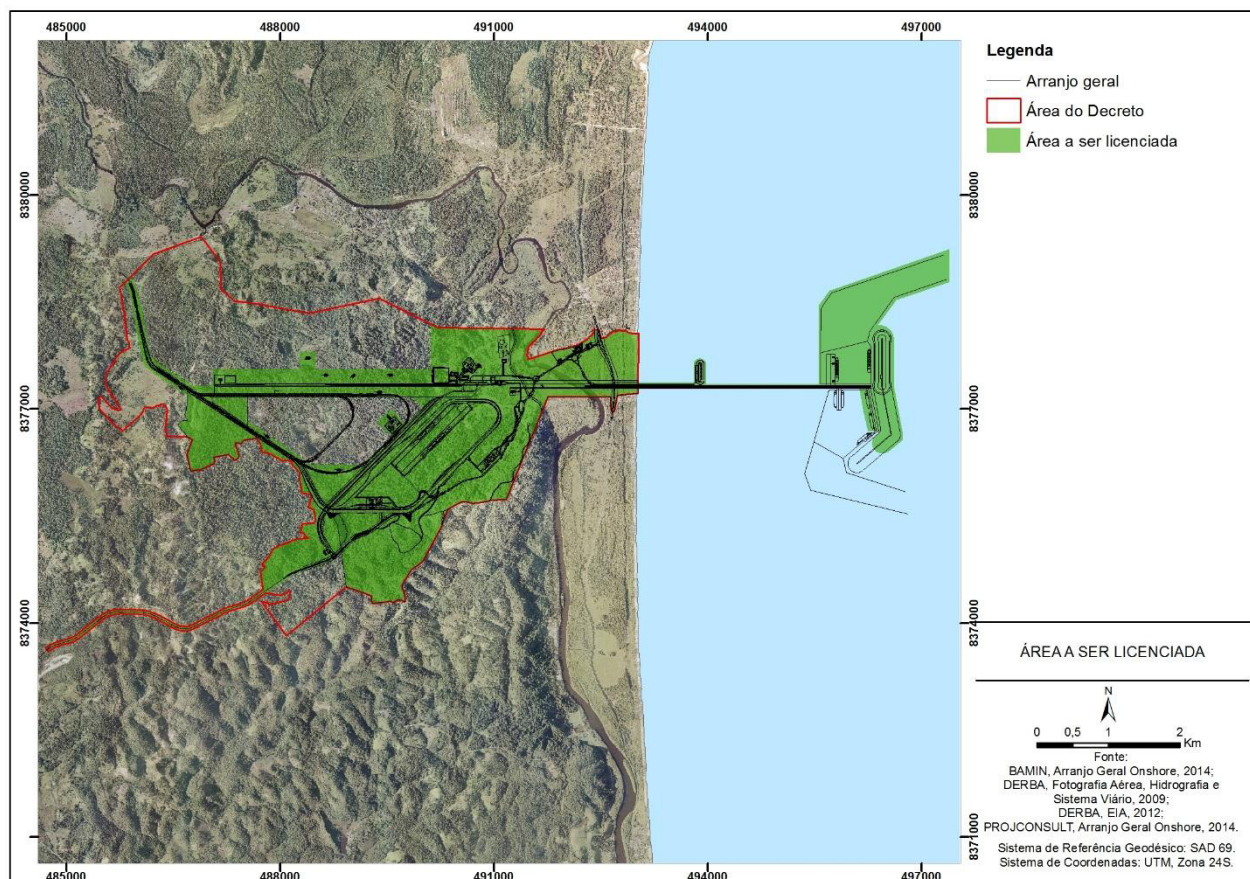 485000 488000 491000 494000 497000
8380000 8380000
8377000 8377000
8374000 8374000
8371000
485000 488000 491000 494000 497000
Legenda
Arranjo geral
Área do Decreto
Área a ser licenciada
ÁREA A SER LICENCIADA
N
0 0,5 1 2
Km
Fonte:
BAMIN, Arranjo Geral Onshore, 2014;
DERBA, Fotografia Aérea, Hidrografia e
Sistema Viário, 2009;
DERBA, EIA, 2012;
PROJCONSULT, Arranjo Geral Onshore, 2014.
Sistema de Referência Geodésico: SAD 69.
Sistema de Coordenadas: UTM, Zona 24S.